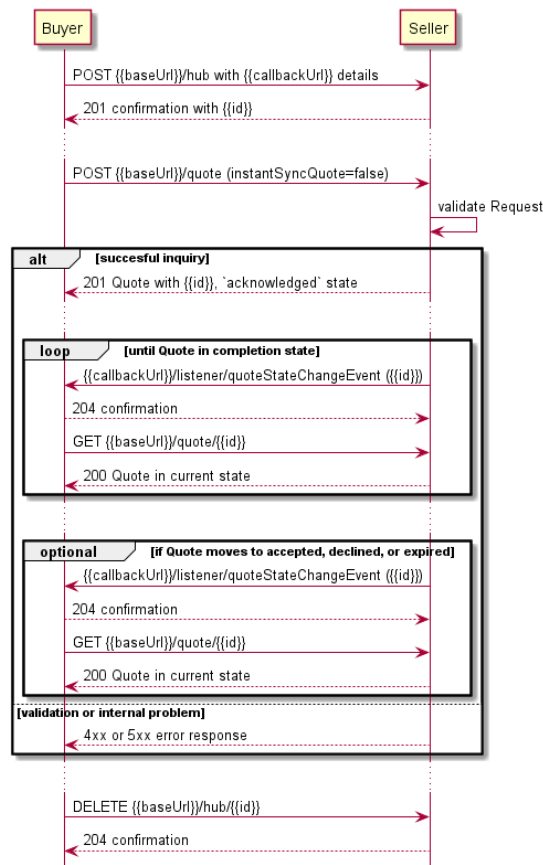 Buyer
Seller
POST {{baseUrl}}/hub with {{callbackUrl}} details
201 confirmation with {{id}}
POST {{baseUrl}}/quote (instantSyncQuote=false)
validate Request
alt [succesful inquiry]
201 Quote with {{id}}, `acknowledged` state
loop [until Quote in completion state]
{{callbackUrl}}/listener/quoteStateChangeEvent ({{id}})
204 confirmation
GET {{baseUrl}}/quote/{{id}}
200 Quote in current state
optional [if Quote moves to accepted, declined, or expired]
{{callbackUrl}}/listener/quoteStateChangeEvent ({{id}})
204 confirmation
GET {{baseUrl}}/quote/{{id}}
200 Quote in current state
[validation or internal problem]
4xx or 5xx error response
DELETE {{baseUrl}}/hub/{{id}}
204 confirmation